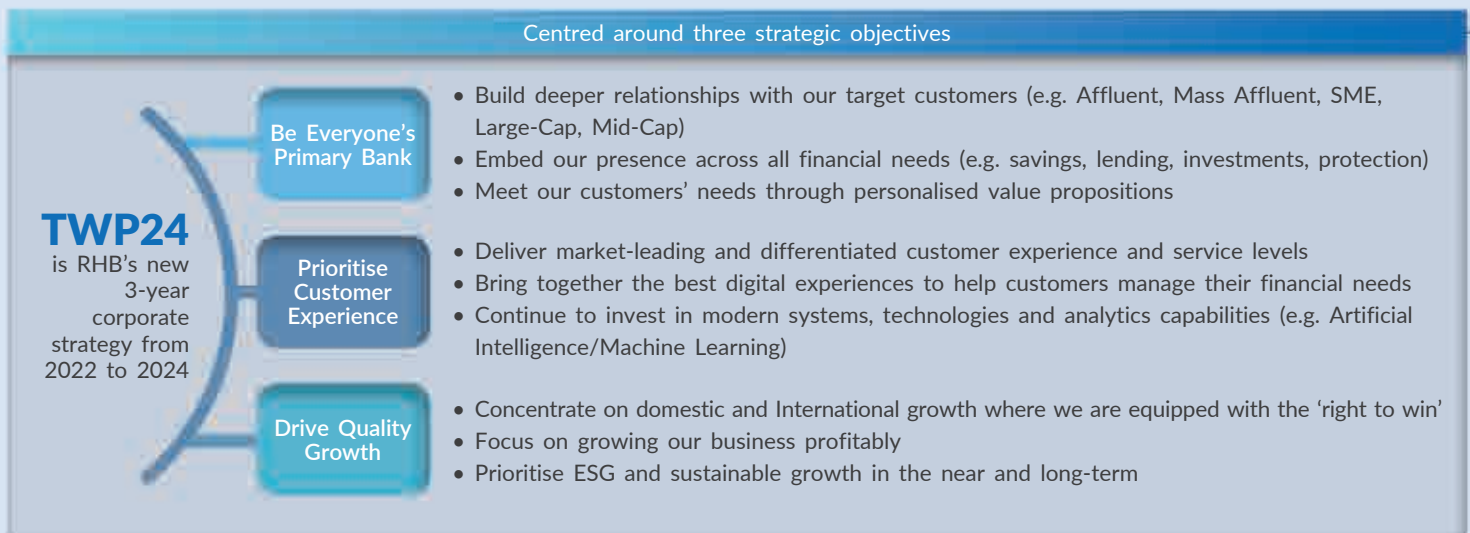 Centred around three strategic objectives
TWP24
is RHB's new
3-year
corporate
strategy from
2022 to 2024
Be Everyone's
Primary Bank
• Build deeper relationships with our target customers (e.g. Affluent, Mass Affluent, SME,
Large-Cap, Mid-Cap)
• Embed our presence across all financial needs (e.g. savings, lending, investments, protection)
• Meet our customers' needs through personalised value propositions
Prioritise
Customer
Experience
• Deliver market-leading and differentiated customer experience and service levels
• Bring together the best digital experiences to help customers manage their financial needs
• Continue to invest in modern systems, technologies and analytics capabilities (e.g. Artificial
Intelligence/Machine Learning)
Drive Quality
Growth
• Concentrate on domestic and International growth where we are equipped with the 'right to win'
• Focus on growing our business profitably
• Prioritise ESG and sustainable growth in the near and long-term